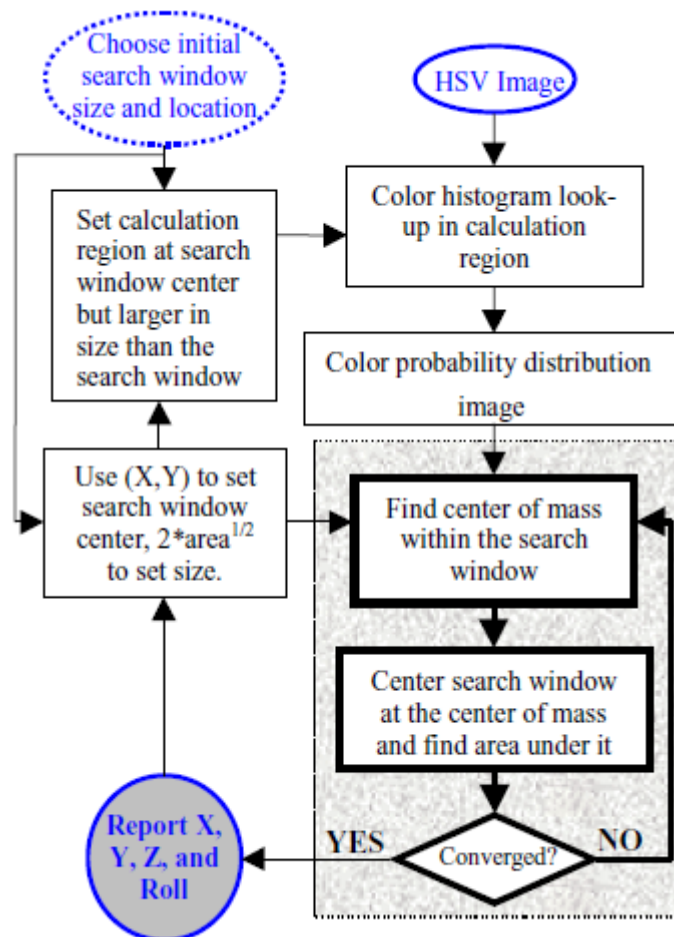 Choose initial
search window
size and location
HSV Image
Set calculation
region at search
window center
but larger in
size than the
search window
Color histogram look-
up in calculation
region
Color probability distribution
image
Use (X,Y) to set
search window
center, 2*area^1/2
to set size.
Find center of mass
within the search
window
Center search window
at the center of mass
and find area under it
Report X,
Y, Z, and
Roll
YES
Converged?
NO